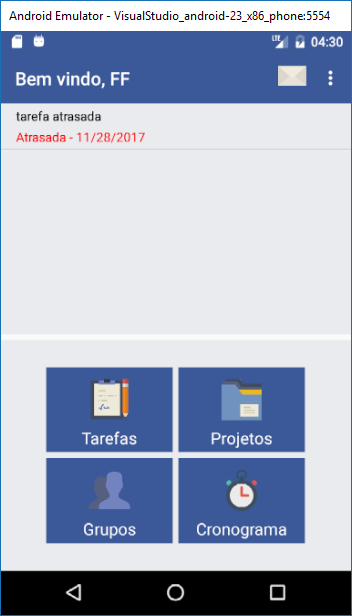 Android Emulator - VisualStudio_android-23_x86_phone:5554
LTE 04:30
Bem vindo, FF
tarefa atrasada
Atrasada - 11/28/2017
Tarefas
Projetos
Grupos
Cronograma